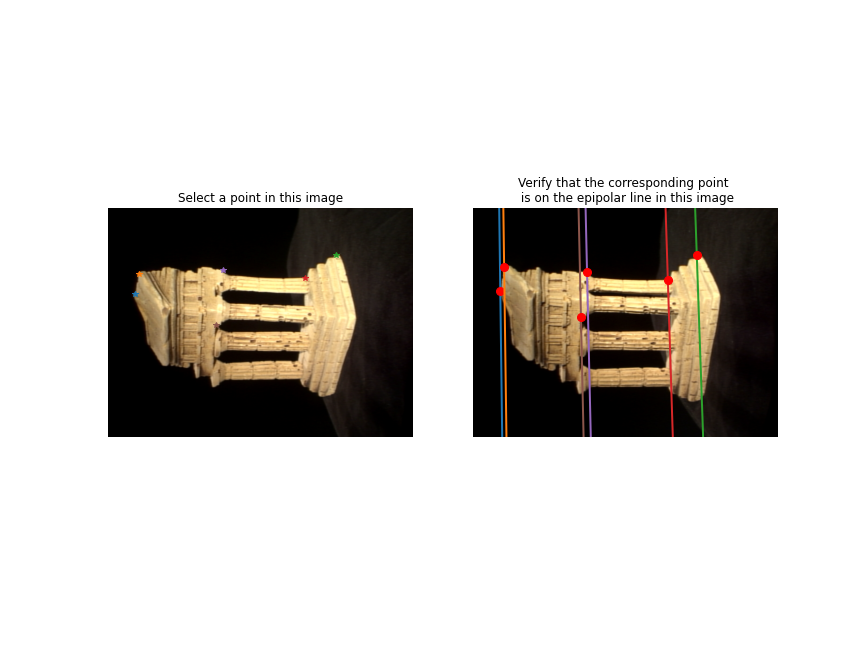 Select a point in this image
Verify that the corresponding point
is on the epipolar line in this image